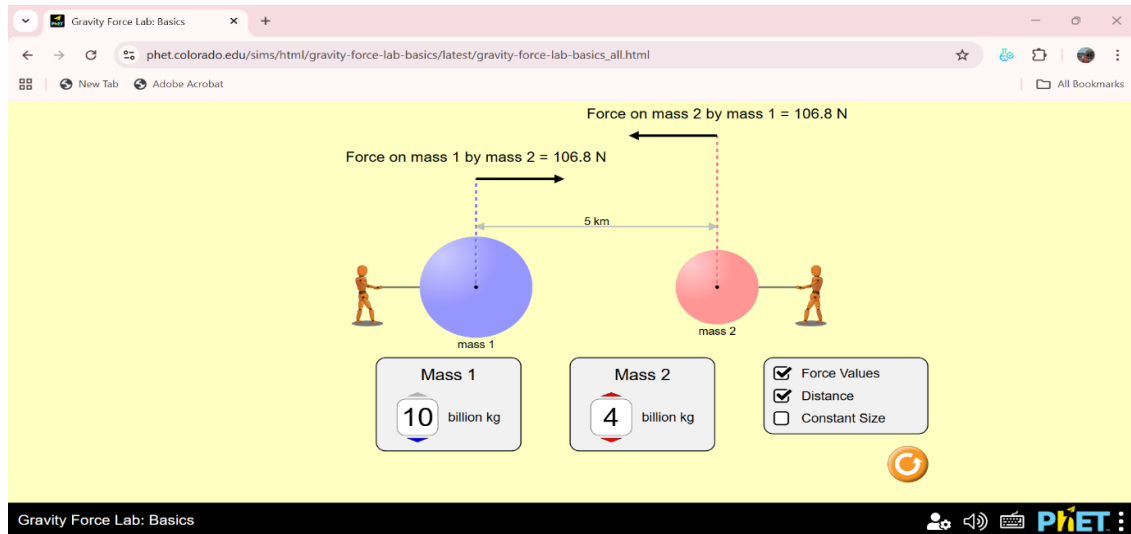 Gravity Force Lab: Basics
phet.colorado.edu/sims/html/gravity-force-lab-basics/latest/gravity-force-lab-basics_all.html
New Tab Adobe Acrobat All Bookmarks
Force on mass 2 by mass 1 = 106.8 N
Force on mass 1 by mass 2 = 106.8 N
5 km
mass 1
mass 2
Mass 1
10 billion kg
Mass 2
4 billion kg
Force Values
Distance
Constant Size
Gravity Force Lab: Basics
PhET